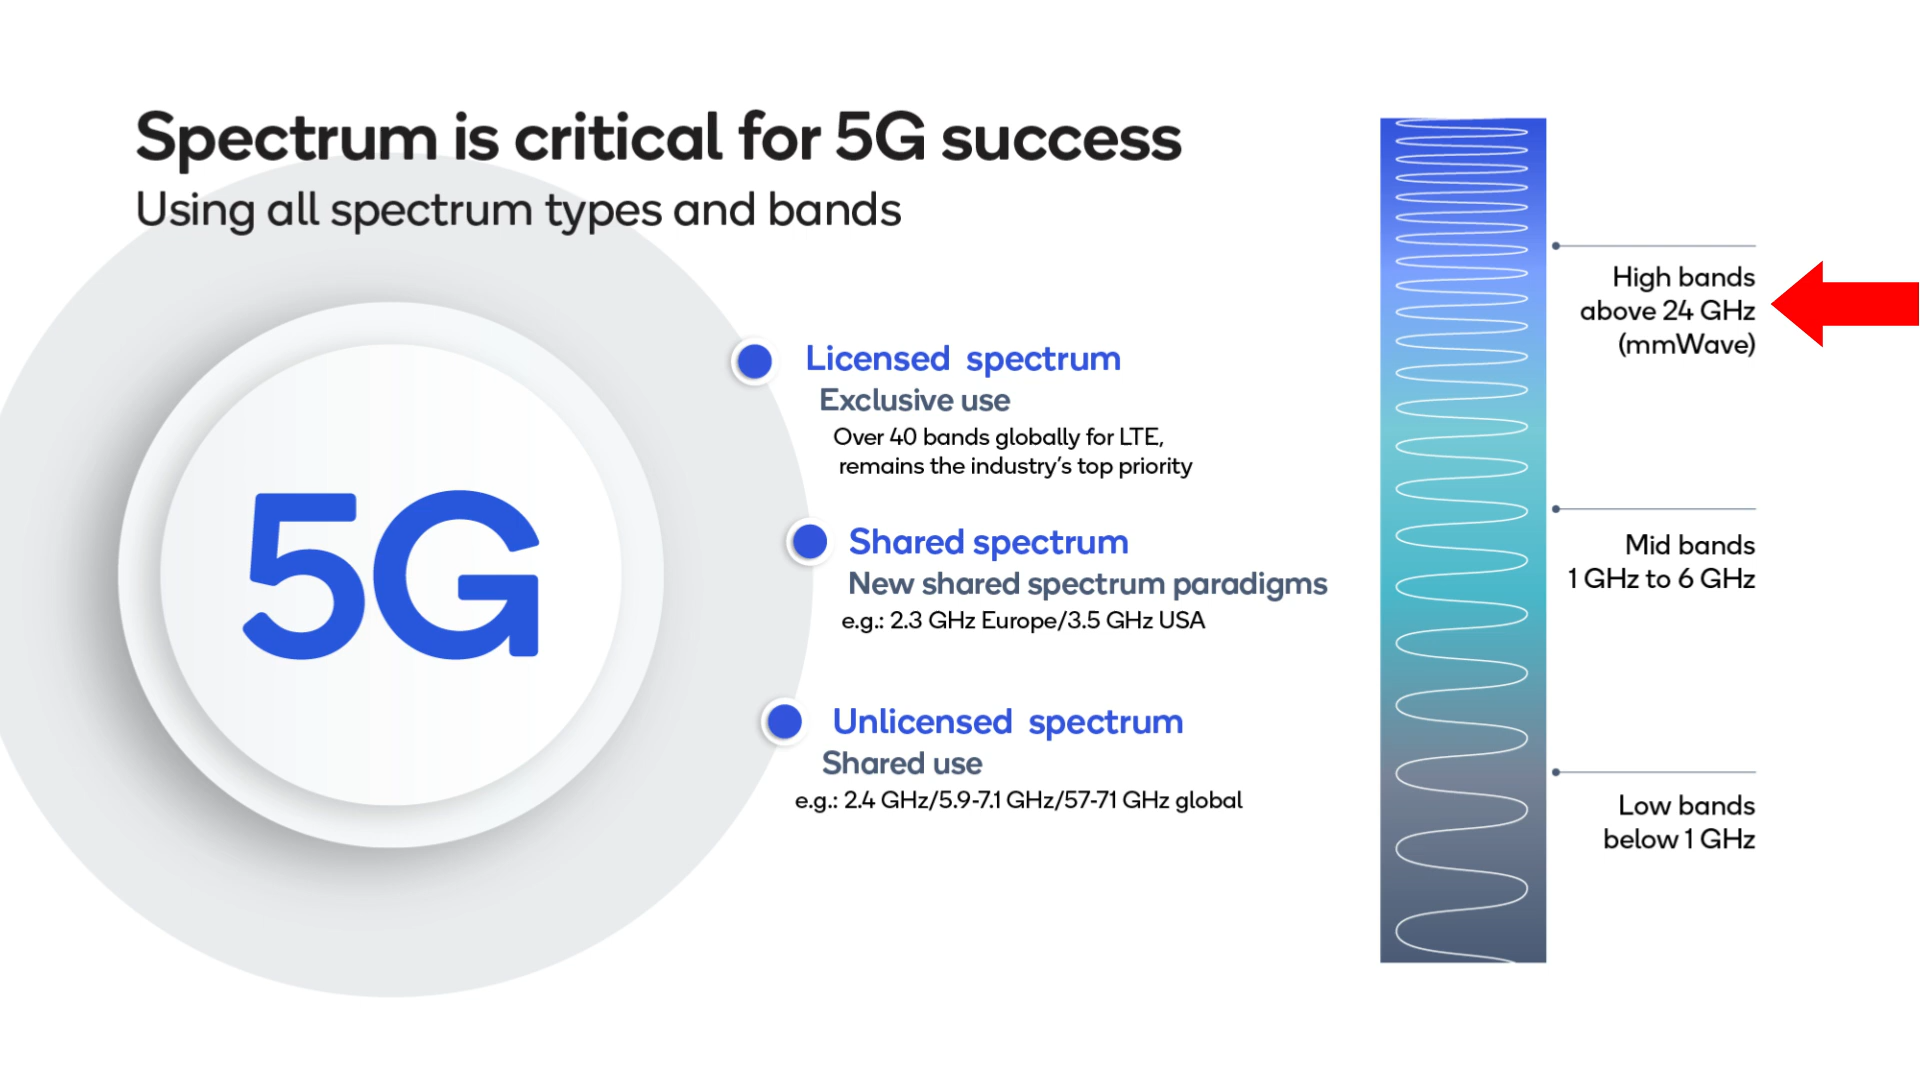 Spectrum is critical for 5G success
Using all spectrum types and bands
5G
Licensed spectrum
Exclusive use
Over 40 bands globally for LTE,
remains the industry's top priority
Shared spectrum
New shared spectrum paradigms
e.g.: 2.3 GHz Europe/3.5 GHz USA
Unlicensed spectrum
Shared use
e.g.: 2.4 GHz/5.9-7.1 GHz/57-71 GHz global
High bands
above 24 GHz
(mmWave)
Mid bands
1 GHz to 6 GHz
Low bands
below 1 GHz